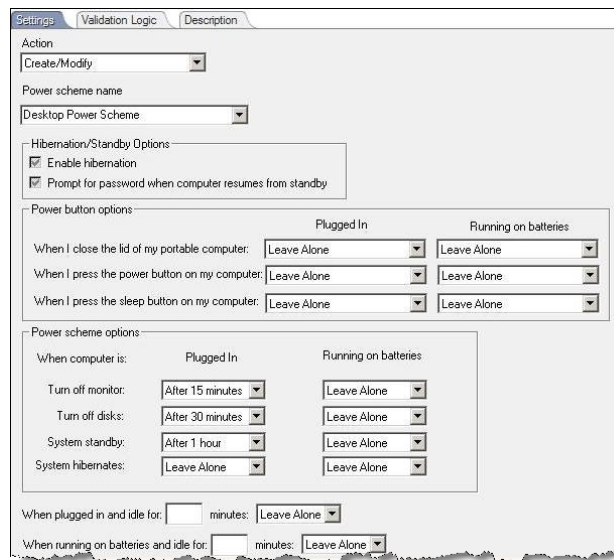 Settings Validation Logic Description
Action
Create/Modify
Power scheme name
Desktop Power Scheme
Hibernation/Standby Options
Enable hibernation
Prompt for password when computer resumes from standby
Power button options
Plugged In Running on batteries
When I close the lid of my portable computer: Leave Alone Leave Alone
When I press the power button on my computer: Leave Alone Leave Alone
When I press the sleep button on my computer: Leave Alone Leave Alone
Power scheme options
When computer is: Plugged In Running on batteries
Turn off monitor: After 15 minutes Leave Alone
Turn off disks: After 30 minutes Leave Alone
System standby: After 1 hour Leave Alone
System hibernates: Leave Alone Leave Alone
When plugged in and idle for: minutes: Leave Alone
When running on batteries and idle for: minutes: Leave Alone